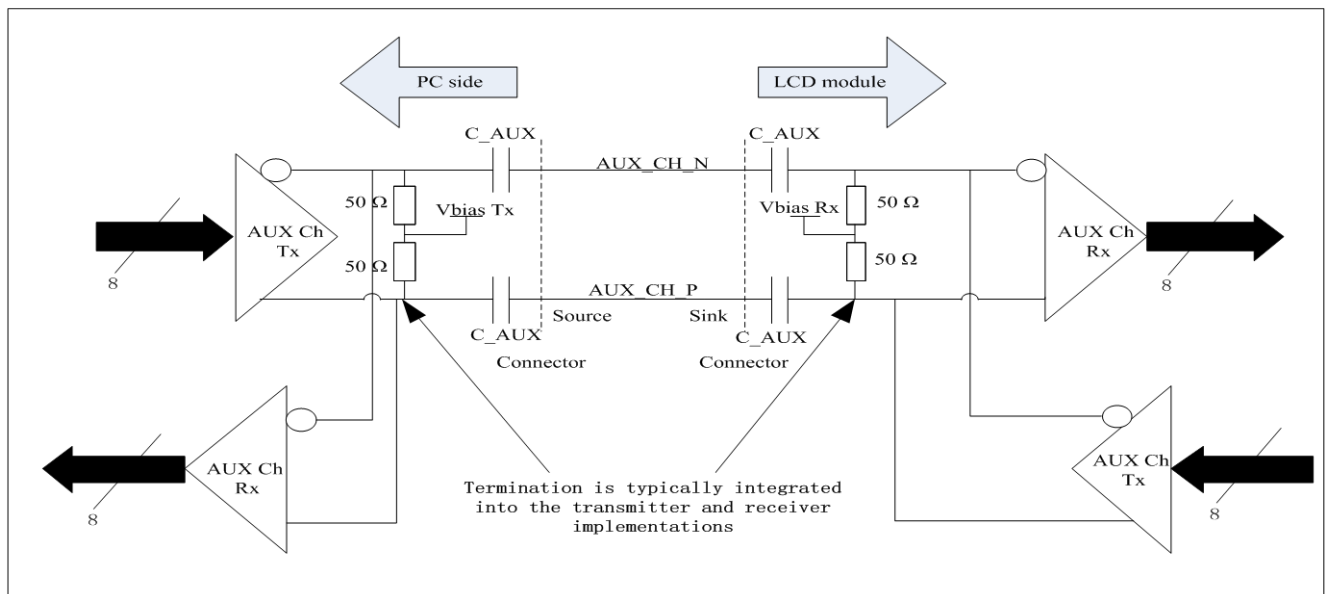 PC side
LCD module
C_AUX
C_AUX
AUX_CH_N
50 Ω
Vbias Tx
Vbias Rx
50 Ω
AUX Ch
Tx
AUX Ch
Rx
50 Ω
50 Ω
8
8
AUX_CH_P
Source
Sink
C_AUX
C_AUX
Connector
Connector
AUX Ch
Rx
AUX Ch
Tx
8
8
Termination is typically integrated
into the transmitter and receiver
implementations